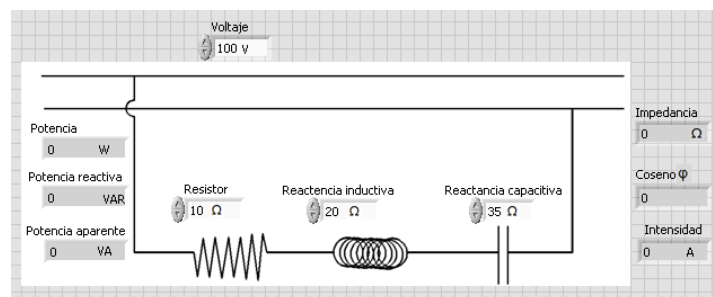 Voltaje
100 V
Potencia
0 W
Potencia reactiva
0 VAR
Potencia aparente
0 VA
Resistor
10 Ω
Reactencia inductiva
20 Ω
Reactancia capacitiva
35 Ω
Impedancia
0 Ω
Coseno φ
0
Intensidad
0 A